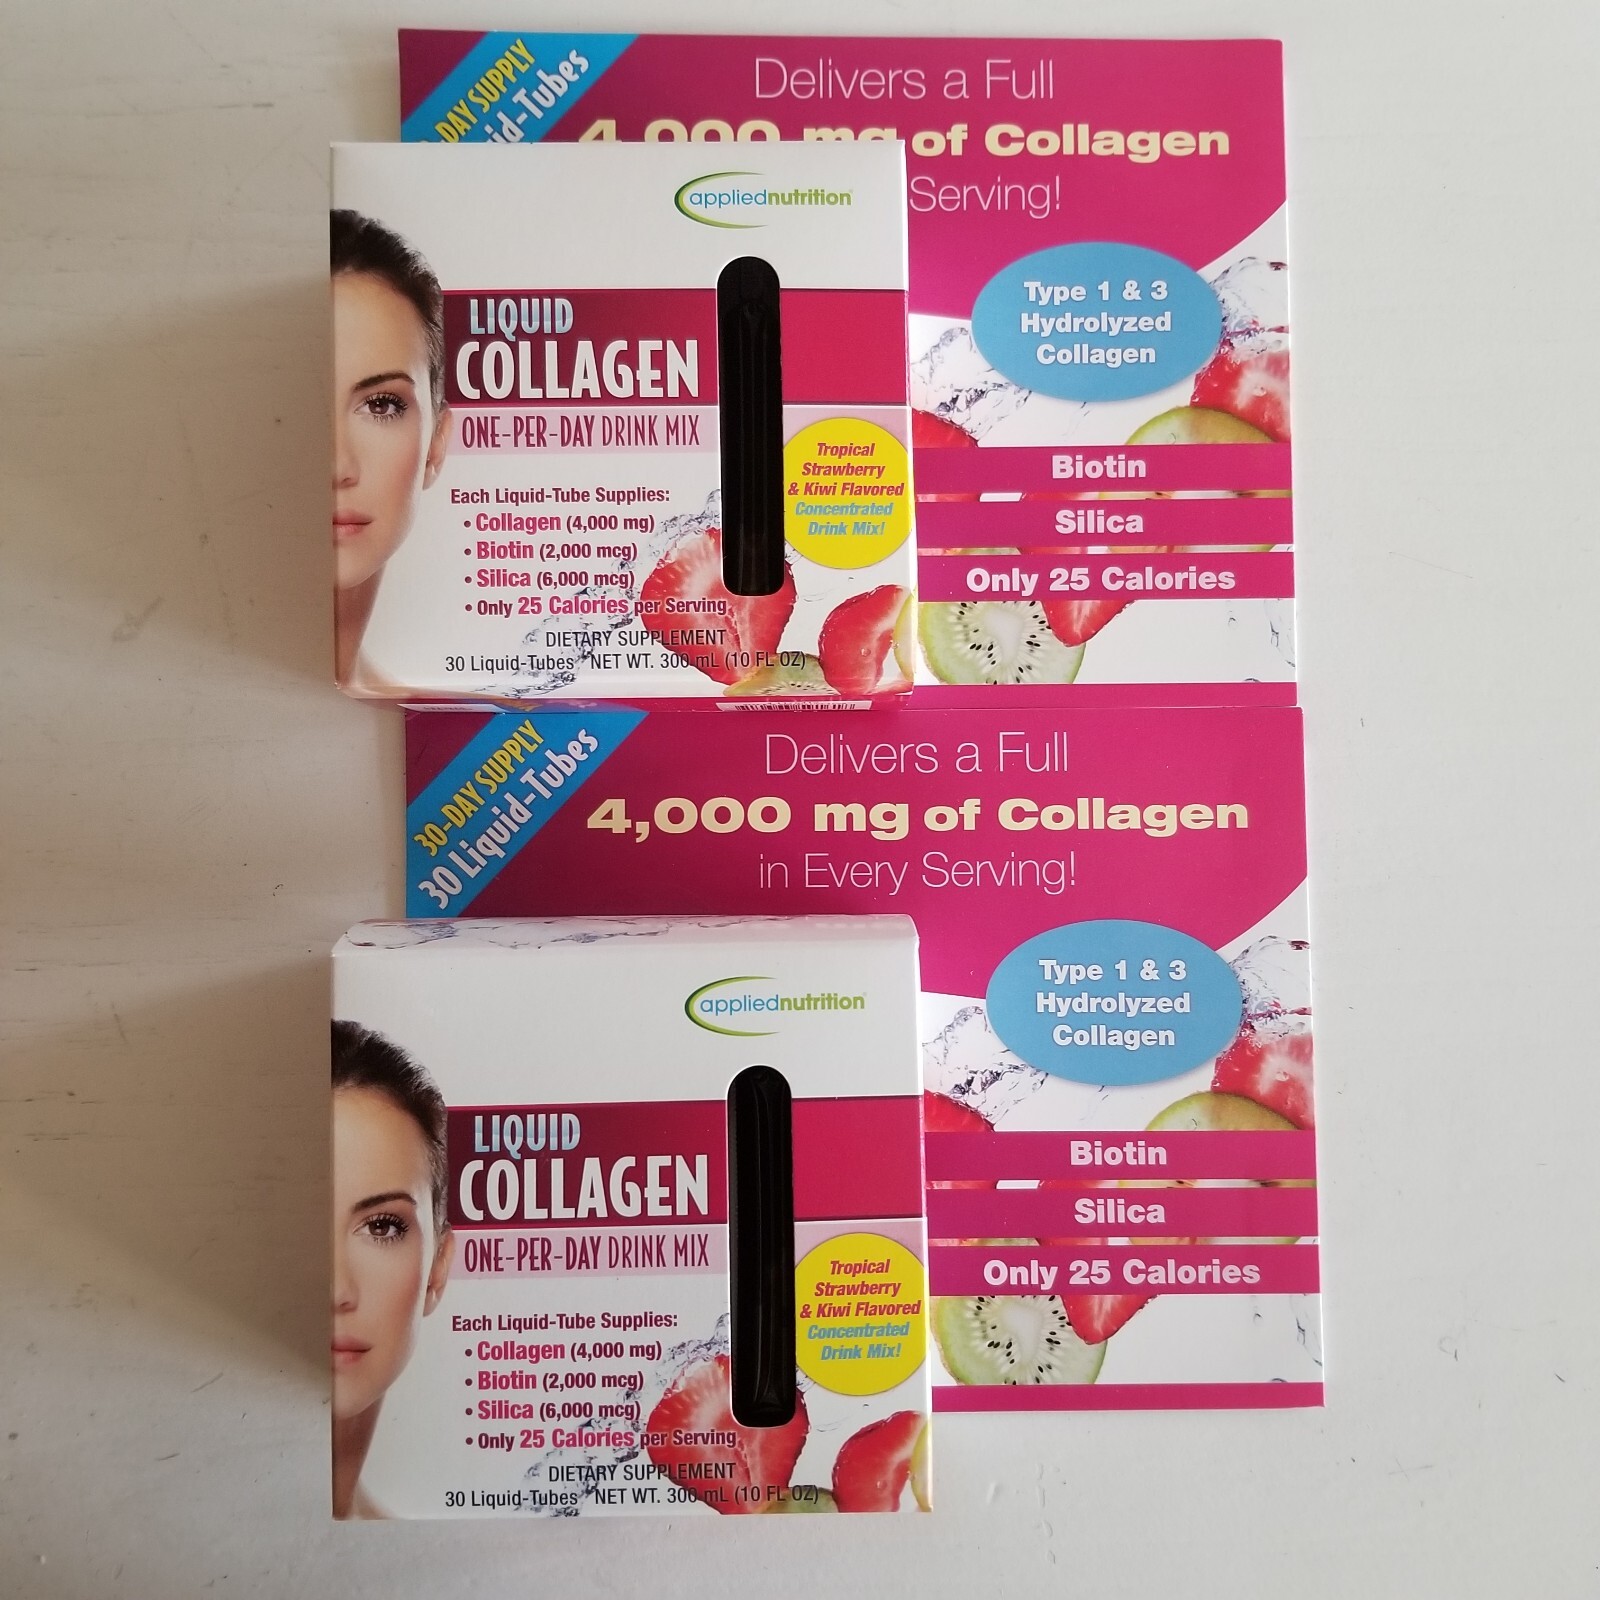 -DAY SUPPLY
id-Tubes
Delivers a Full
4,000 mg of Collagen
Serving!
Type 1 & 3
Hydrolyzed
Collagen
Biotin
Silica
Only 25 Calories
appliednutrition
LIQUID
COLLAGEN
ONE-PER-DAY DRINK MIX
Tropical
Strawberry
& Kiwi Flavored
Concentrated
Drink Mix!
Each Liquid-Tube Supplies:
• Collagen (4,000 mg)
• Biotin (2,000 mcg)
• Silica (6,000 mcg)
• Only 25 Calories per Serving
DIETARY SUPPLEMENT
30 Liquid-Tubes NET WT. 300 mL (10 FL OZ)
30-DAY SUPPLY
30 Liquid-Tubes
Delivers a Full
4,000 mg of Collagen
in Every Serving!
Type 1 & 3
Hydrolyzed
Collagen
Biotin
Silica
Only 25 Calories
appliednutrition
LIQUID
COLLAGEN
ONE-PER-DAY DRINK MIX
Tropical
Strawberry
& Kiwi Flavored
Concentrated
Drink Mix!
Each Liquid-Tube Supplies:
• Collagen (4,000 mg)
• Biotin (2,000 mcg)
• Silica (6,000 mcg)
• Only 25 Calories per Serving
DIETARY SUPPLEMENT
30 Liquid-Tubes NET WT. 300 mL (10 FL OZ)